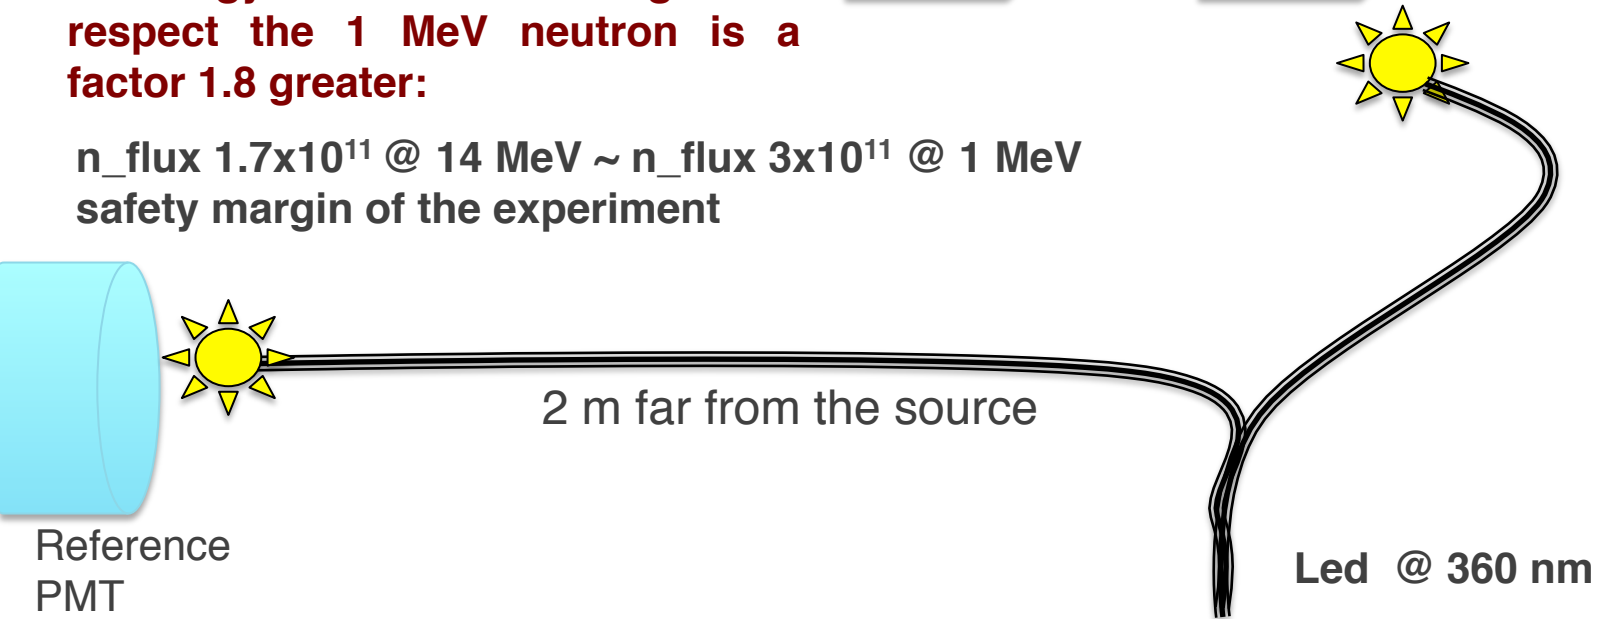 respect the 1 MeV neutron is a
factor 1.8 greater:
n_flux 1.7x10¹¹ @ 14 MeV ~ n_flux 3x10¹¹ @ 1 MeV
safety margin of the experiment
2 m far from the source
Reference
PMT
Led @ 360 nm